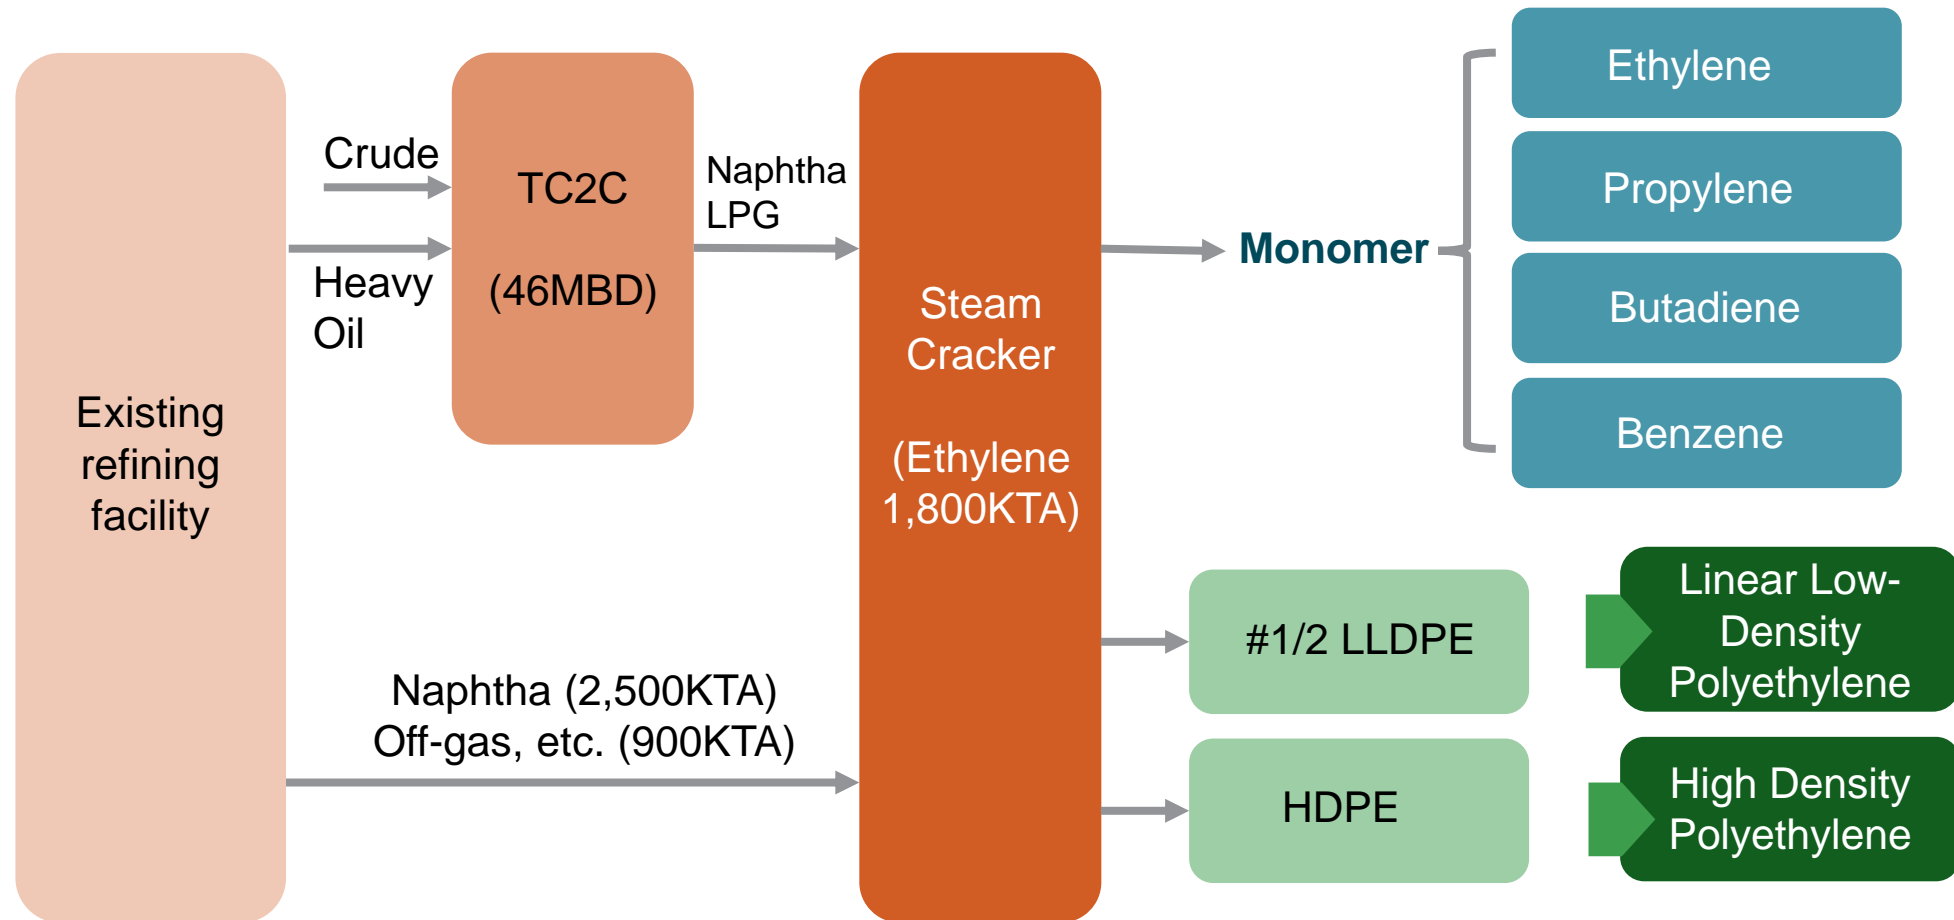 Existing
refining
facility
Crude
Heavy
Oil
TC2C
(46MBD)
Naphtha
LPG
Naphtha (2,500KTA)
Off-gas, etc. (900KTA)
Steam
Cracker
(Ethylene
1,800KTA)
Monomer
Ethylene
Propylene
Butadiene
Benzene
#1/2 LLDPE
Linear Low-
Density
Polyethylene
HDPE
High Density
Polyethylene